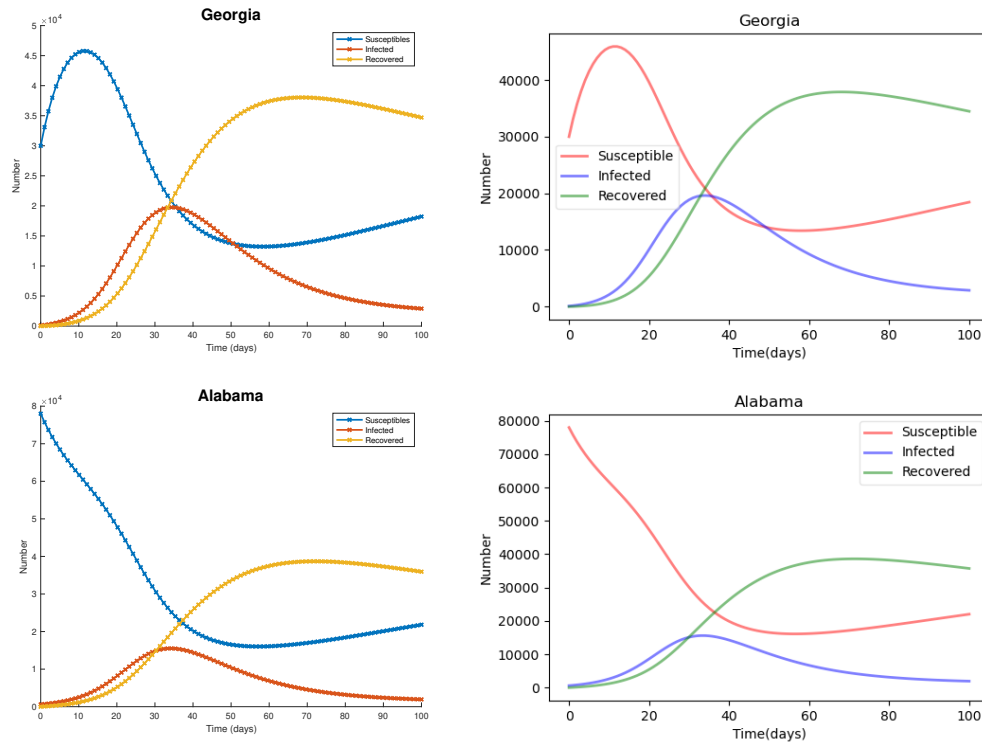 Georgia
×10⁴
5
4.5
4
3.5
3
2.5
2
1.5
1
0.5
0
Number
0 10 20 30 40 50 60 70 80 90 100
Time (days)
Susceptibles
Infected
Recovered
Georgia
40000
30000
20000
10000
0
Number
0 20 40 60 80 100
Time(days)
Susceptible
Infected
Recovered
Alabama
×10⁴
8
7
6
5
4
3
2
1
0
Number
0 10 20 30 40 50 60 70 80 90 100
Time (days)
Susceptibles
Infected
Recovered
Alabama
80000
70000
60000
50000
40000
30000
20000
10000
0
Number
0 20 40 60 80 100
Time(days)
Susceptible
Infected
Recovered